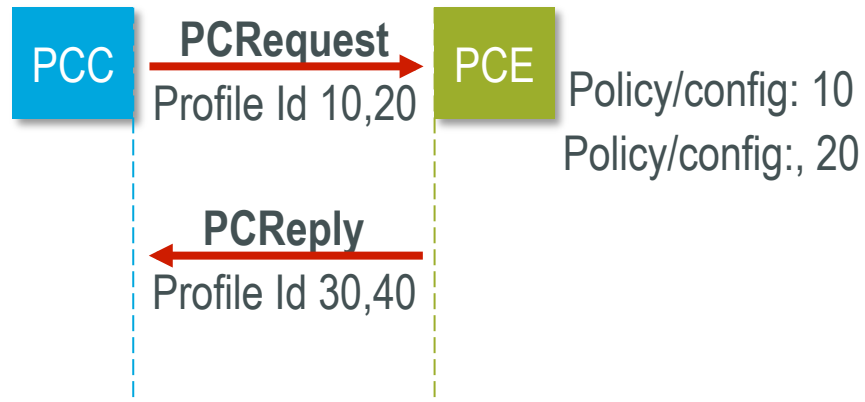 PCC
PCRequest
PCE
Profile Id 10,20
Policy/config: 10
Policy/config:, 20
PCReply
Profile Id 30,40